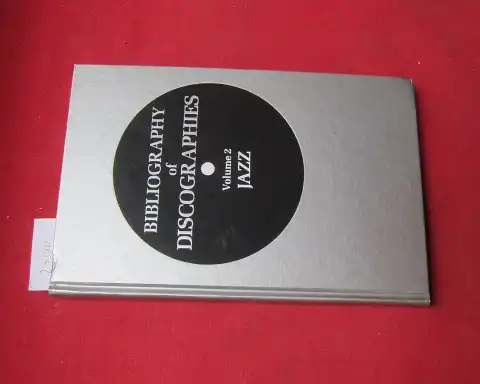 BIBLIOGRAPHY
of
DISCOGRAPHIES
Volume 2
JAZZ